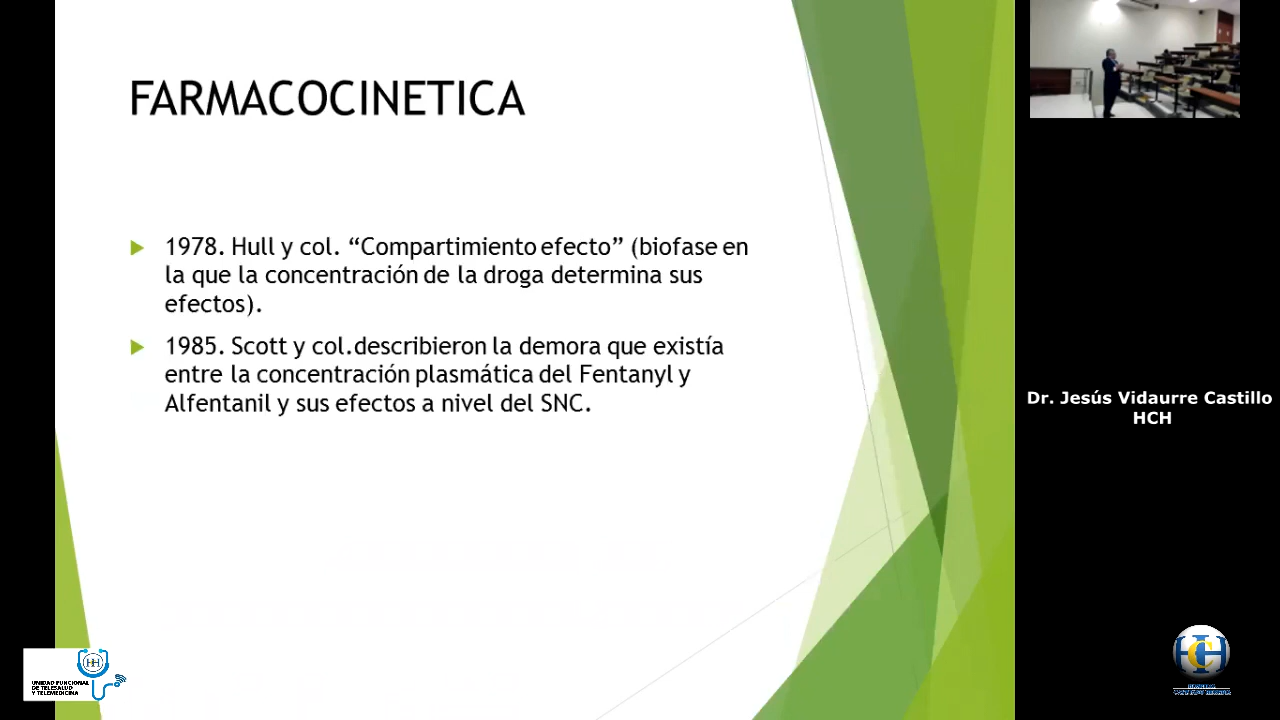 FARMACOCINETICA
1978. Hull y col. “Compartimiento efecto” (biofase en
la que la concentración de la droga determina sus
efectos).
1985. Scott y col.describieron la demora que existía
entre la concentración plasmática del Fentanyl y
Alfentanil y sus efectos a nivel del SNC.
Dr. Jesús Vidaurre Castillo
HCH
UNIDAD FUNCIONAL
DE TELESALUD
Y TELEMEDICINA